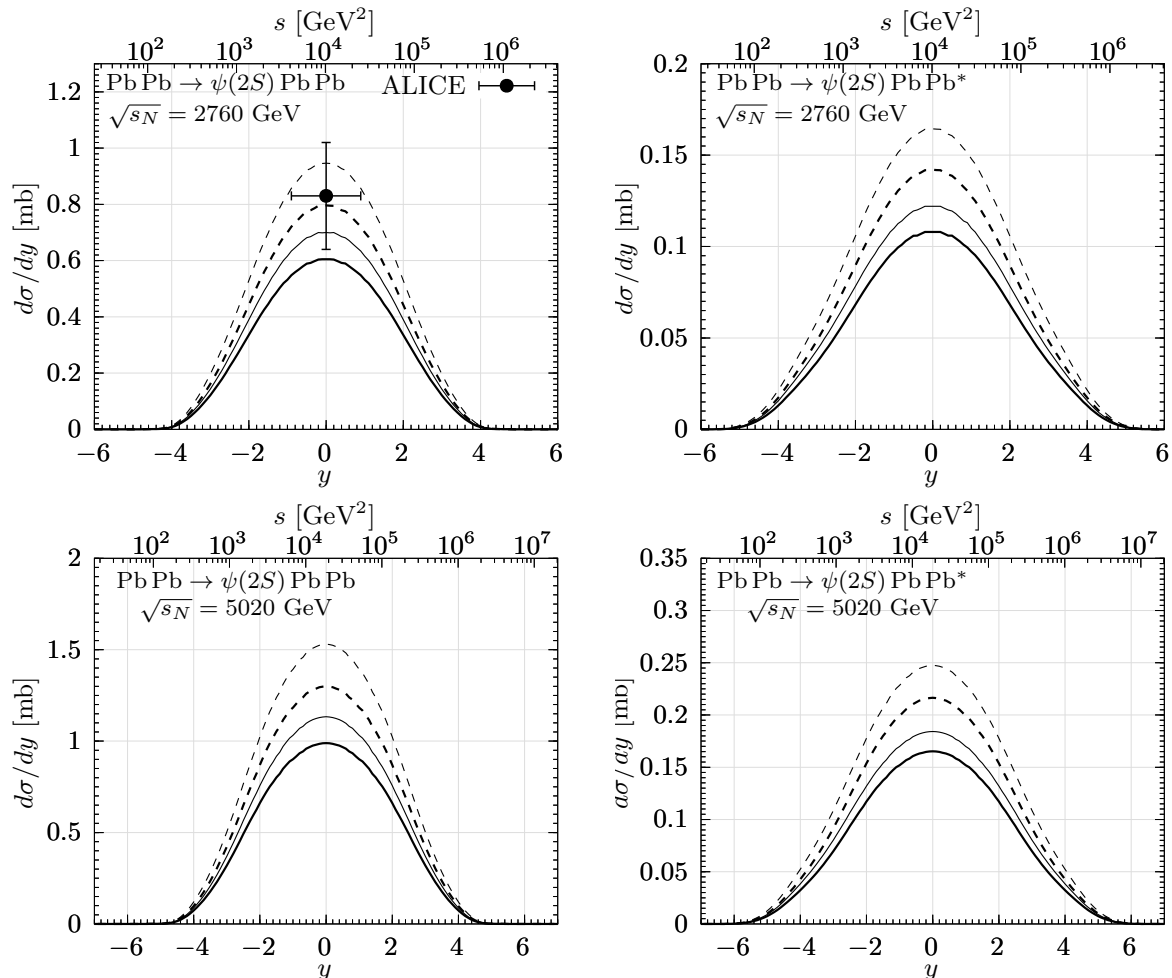 s [GeV²]
10² 10³ 10⁴ 10⁵ 10⁶
Pb Pb → ψ(2S) Pb Pb ALICE
√s_N = 2760 GeV
dσ/dy [mb]
1.2
1
0.8
0.6
0.4
0.2
0
−6 −4 −2 0 2 4 6
y
s [GeV²]
10² 10³ 10⁴ 10⁵ 10⁶
Pb Pb → ψ(2S) Pb Pb*
√s_N = 2760 GeV
dσ/dy [mb]
0.2
0.15
0.1
0.05
0
−6 −4 −2 0 2 4 6
y
s [GeV²]
10² 10³ 10⁴ 10⁵ 10⁶ 10⁷
Pb Pb → ψ(2S) Pb Pb
√s_N = 5020 GeV
dσ/dy [mb]
2
1.5
1
0.5
0
−6 −4 −2 0 2 4 6
y
s [GeV²]
10² 10³ 10⁴ 10⁵ 10⁶ 10⁷
Pb Pb → ψ(2S) Pb Pb*
√s_N = 5020 GeV
dσ/dy [mb]
0.35
0.3
0.25
0.2
0.15
0.1
0.05
0
−6 −4 −2 0 2 4 6
y